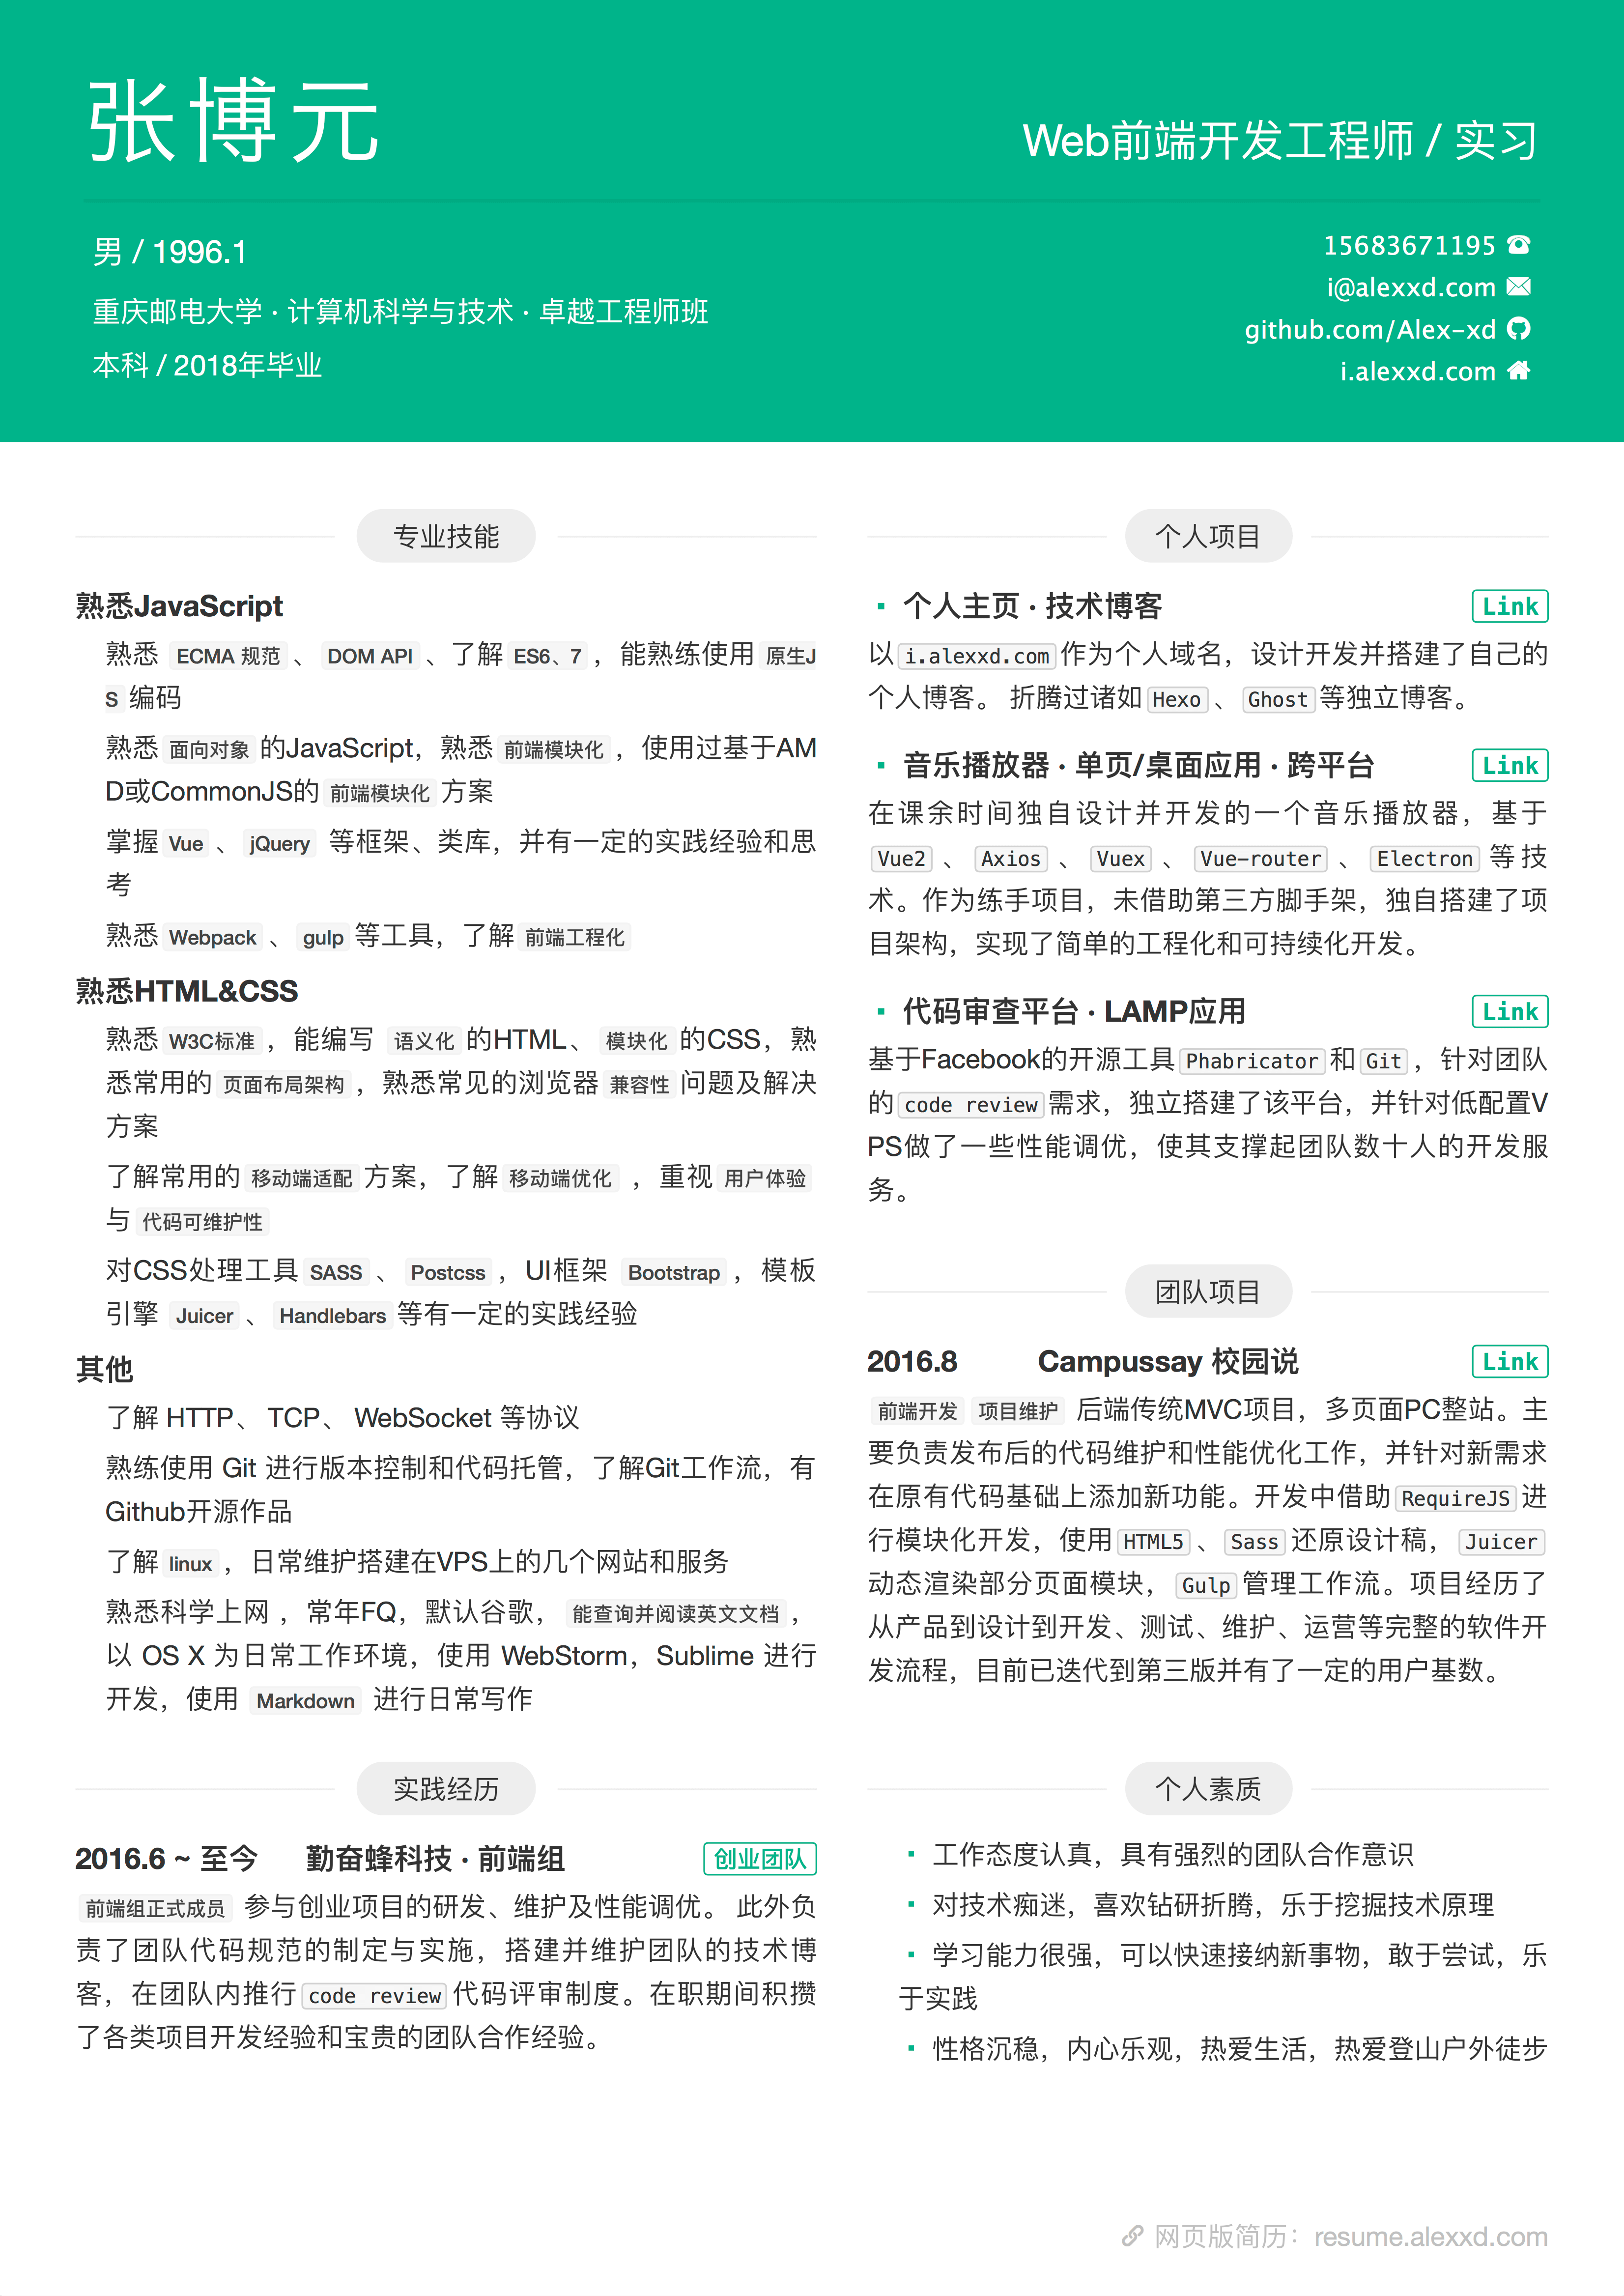 张博元
Web前端开发工程师 / 实习
男 / 1996.1
重庆邮电大学 · 计算机科学与技术 · 卓越工程师班
本科 / 2018年毕业
15683671195
i@alexxd.com
github.com/Alex-xd
i.alexxd.com
专业技能
熟悉JavaScript
熟悉 ECMA 规范 、 DOM API 、了解 ES6、7 ，能熟练使用 原生J
S 编码
熟悉 面向对象 的JavaScript，熟悉 前端模块化 ，使用过基于AM
D或CommonJS的 前端模块化 方案
掌握 Vue 、 jQuery 等框架、类库，并有一定的实践经验和思
考
熟悉 Webpack 、 gulp 等工具，了解 前端工程化
熟悉HTML&CSS
熟悉 W3C标准 ，能编写 语义化 的HTML、 模块化 的CSS，熟
悉常用的 页面布局架构 ，熟悉常见的浏览器 兼容性 问题及解决
方案
了解常用的 移动端适配 方案，了解 移动端优化 ，重视 用户体验
与 代码可维护性
对CSS处理工具 SASS 、 Postcss ，UI框架 Bootstrap ，模板
引擎 Juicer 、 Handlebars 等有一定的实践经验
其他
了解 HTTP、 TCP、 WebSocket 等协议
熟练使用 Git 进行版本控制和代码托管，了解Git工作流，有
Github开源作品
了解 linux ，日常维护搭建在VPS上的几个网站和服务
熟悉科学上网 ，常年FQ，默认谷歌， 能查询并阅读英文文档 ，
以 OS X 为日常工作环境，使用 WebStorm，Sublime 进行
开发，使用 Markdown 进行日常写作
实践经历
2016.6 ~ 至今 勤奋蜂科技 · 前端组 创业团队
前端组正式成员 参与创业项目的研发、维护及性能调优。 此外负
责了团队代码规范的制定与实施，搭建并维护团队的技术博
客，在团队内推行 code review 代码评审制度。在职期间积攒
了各类项目开发经验和宝贵的团队合作经验。
个人项目
▪ 个人主页 · 技术博客 Link
以 i.alexxd.com 作为个人域名，设计开发并搭建了自己的
个人博客。 折腾过诸如 Hexo 、 Ghost 等独立博客。
▪ 音乐播放器 · 单页/桌面应用 · 跨平台 Link
在课余时间独自设计并开发的一个音乐播放器，基于
Vue2 、 Axios 、 Vuex 、 Vue-router 、 Electron 等技
术。作为练手项目，未借助第三方脚手架，独自搭建了项
目架构，实现了简单的工程化和可持续化开发。
▪ 代码审查平台 · LAMP应用 Link
基于Facebook的开源工具 Phabricator 和 Git ，针对团队
的 code review 需求，独立搭建了该平台，并针对低配置V
PS做了一些性能调优，使其支撑起团队数十人的开发服
务。
团队项目
2016.8 Campussay 校园说 Link
前端开发 项目维护 后端传统MVC项目，多页面PC整站。主
要负责发布后的代码维护和性能优化工作，并针对新需求
在原有代码基础上添加新功能。开发中借助 RequireJS 进
行模块化开发，使用 HTML5 、 Sass 还原设计稿， Juicer
动态渲染部分页面模块， Gulp 管理工作流。项目经历了
从产品到设计到开发、测试、维护、运营等完整的软件开
发流程，目前已迭代到第三版并有了一定的用户基数。
个人素质
▪ 工作态度认真，具有强烈的团队合作意识
▪ 对技术痴迷，喜欢钻研折腾，乐于挖掘技术原理
▪ 学习能力很强，可以快速接纳新事物，敢于尝试，乐
于实践
▪ 性格沉稳，内心乐观，热爱生活，热爱登山户外徒步
网页版简历：resume.alexxd.com